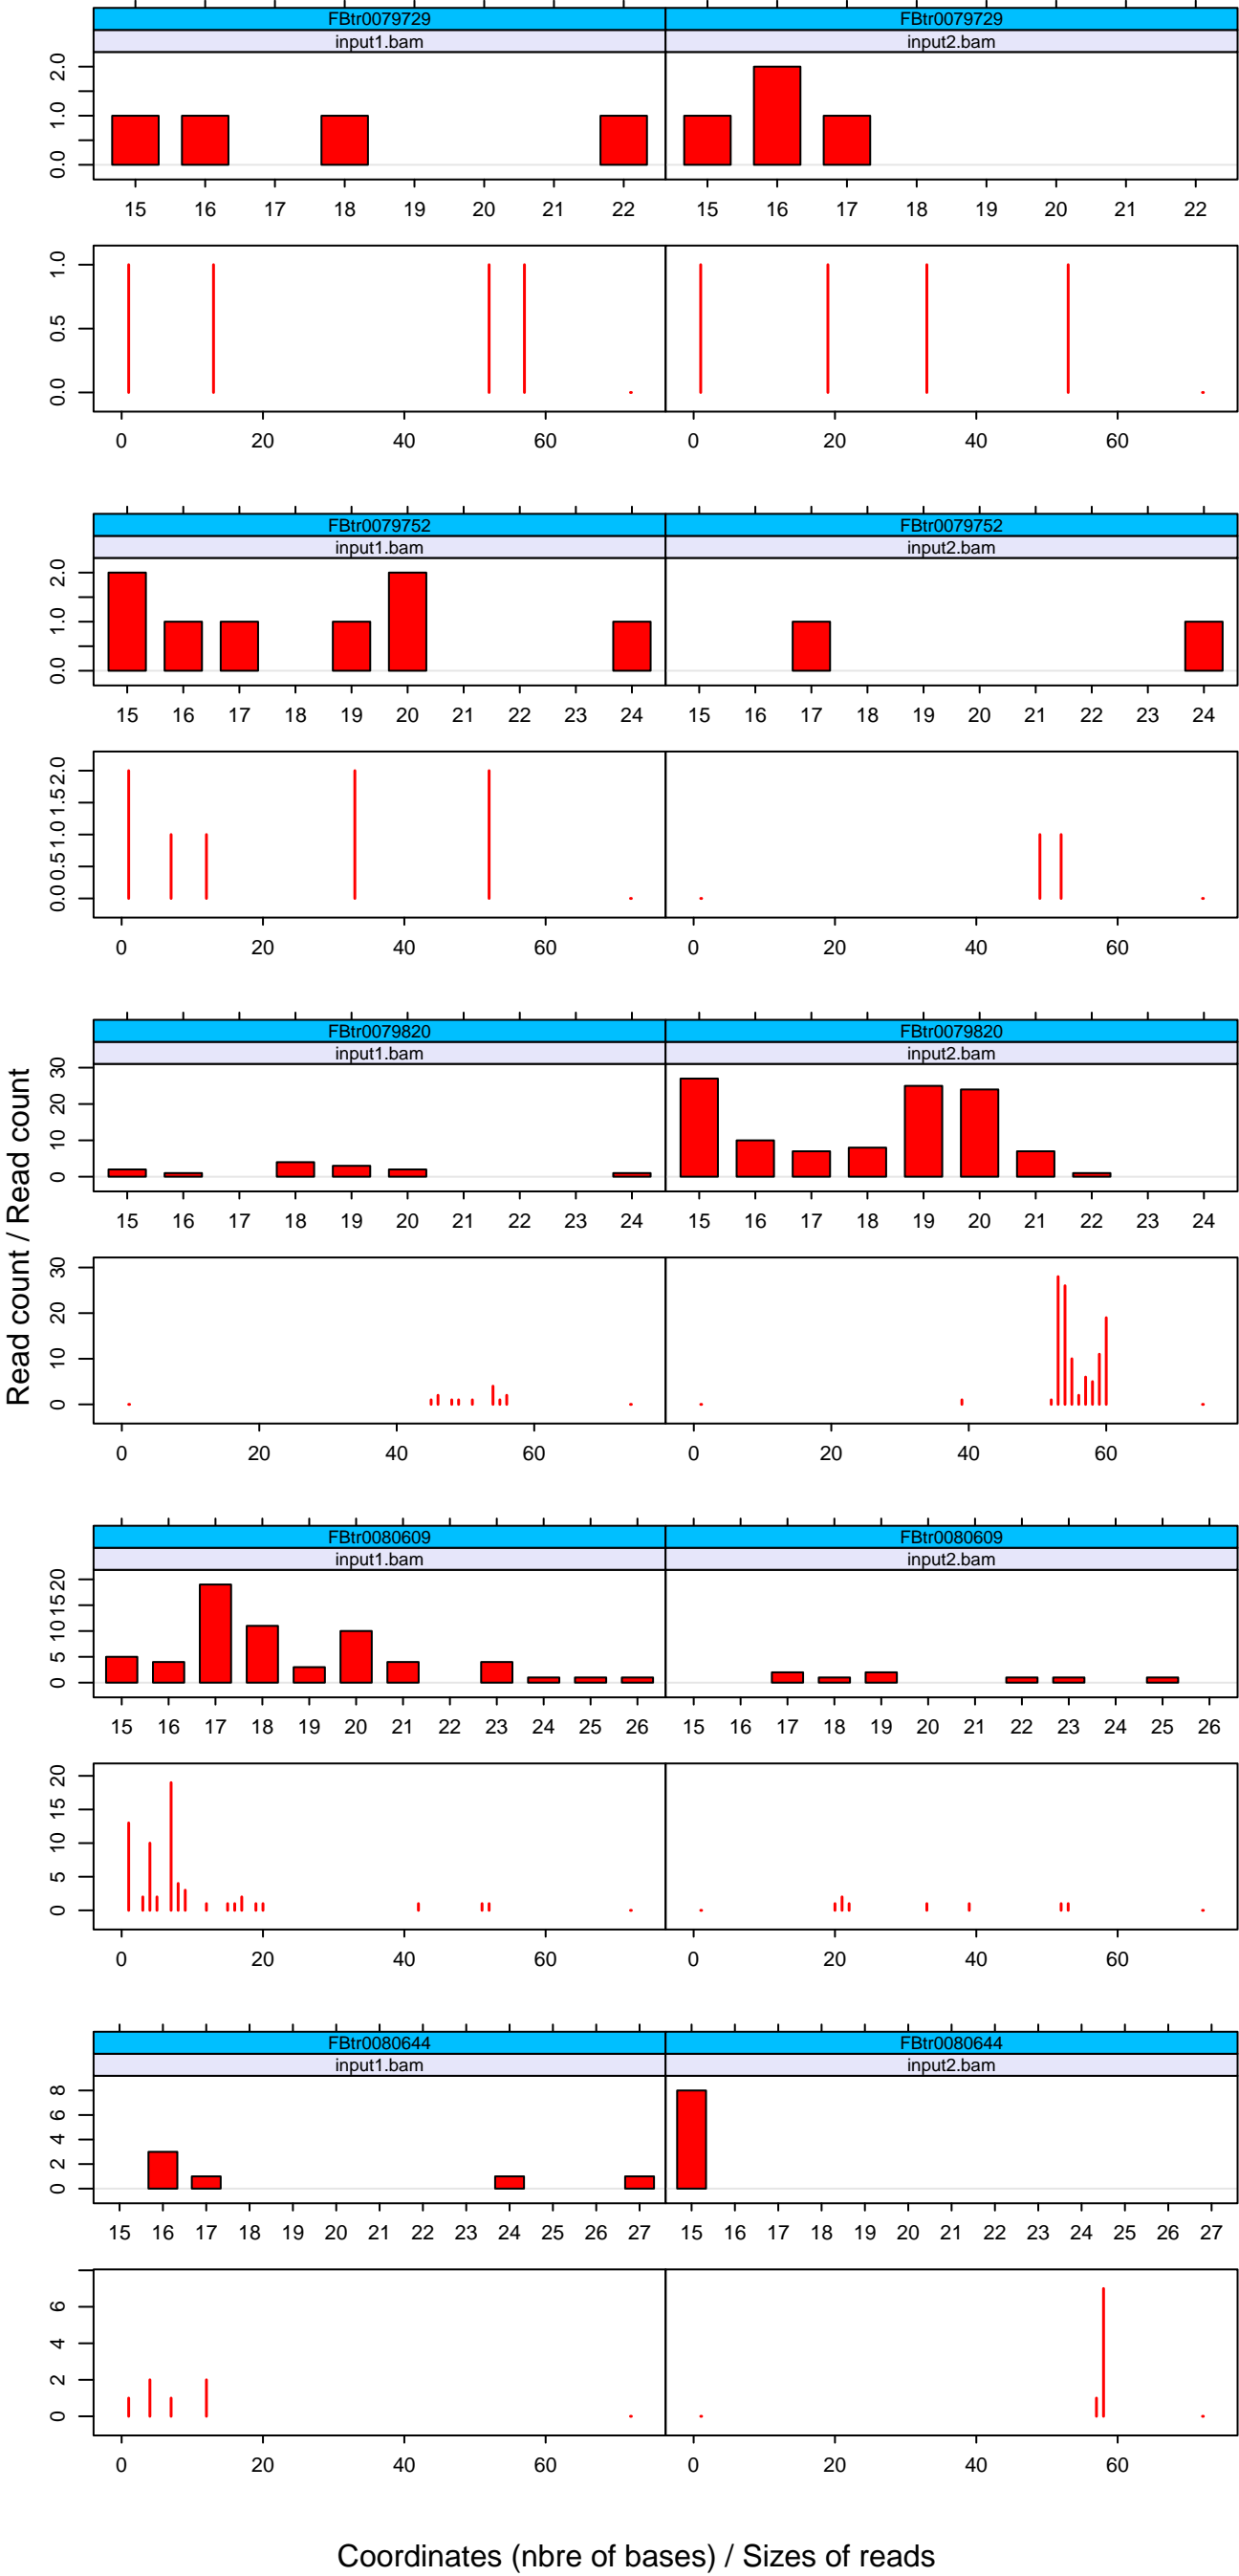 FBtr0079729 FBtr0079729
input1.bam input2.bam
0.0 1.0 2.0
15 16 17 18 19 20 21 22 15 16 17 18 19 20 21 22
0.0 0.5 1.0
0 20 40 60 0 20 40 60
FBtr0079752 FBtr0079752
input1.bam input2.bam
0.0 1.0 2.0
15 16 17 18 19 20 21 22 23 24 15 16 17 18 19 20 21 22 23 24
0.0 0.5 1.0 1.5 2.0
0 20 40 60 0 20 40 60
FBtr0079820 FBtr0079820
input1.bam input2.bam
0 10 20 30
15 16 17 18 19 20 21 22 23 24 15 16 17 18 19 20 21 22 23 24
0 10 20 30
0 20 40 60 0 20 40 60
Read count / Read count
FBtr0080609 FBtr0080609
input1.bam input2.bam
0 5 10 15 20
15 16 17 18 19 20 21 22 23 24 25 26 15 16 17 18 19 20 21 22 23 24 25 26
0 5 10 15 20
0 20 40 60 0 20 40 60
FBtr0080644 FBtr0080644
input1.bam input2.bam
0 2 4 6 8
15 16 17 18 19 20 21 22 23 24 25 26 27 15 16 17 18 19 20 21 22 23 24 25 26 27
0 2 4 6
0 20 40 60 0 20 40 60
Coordinates (nbre of bases) / Sizes of reads